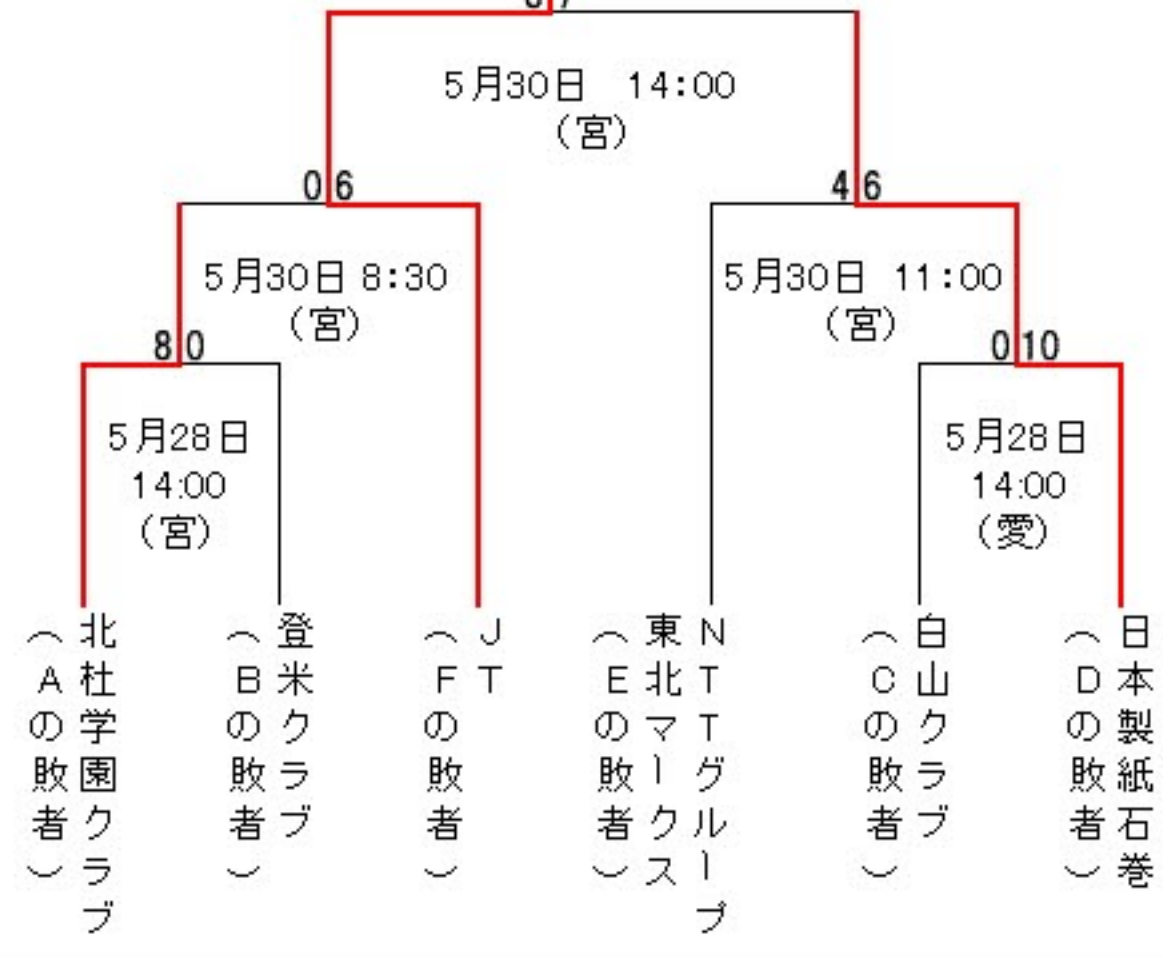 5月30日 14:00
(宮)
0 6
4 6
5月30日 8:30
(宮)
5月30日 11:00
(宮)
8 0
0 10
5月28日
14:00
(宮)
5月28日
14:00
(愛)
北杜学園クラブ
(Aの敗者)
登米クラブ
(Bの敗者)
JT
(Fの敗者)
NTTグループ
東北マークス
(Eの敗者)
白山クラブ
(Cの敗者)
日本製紙石巻
(Dの敗者)